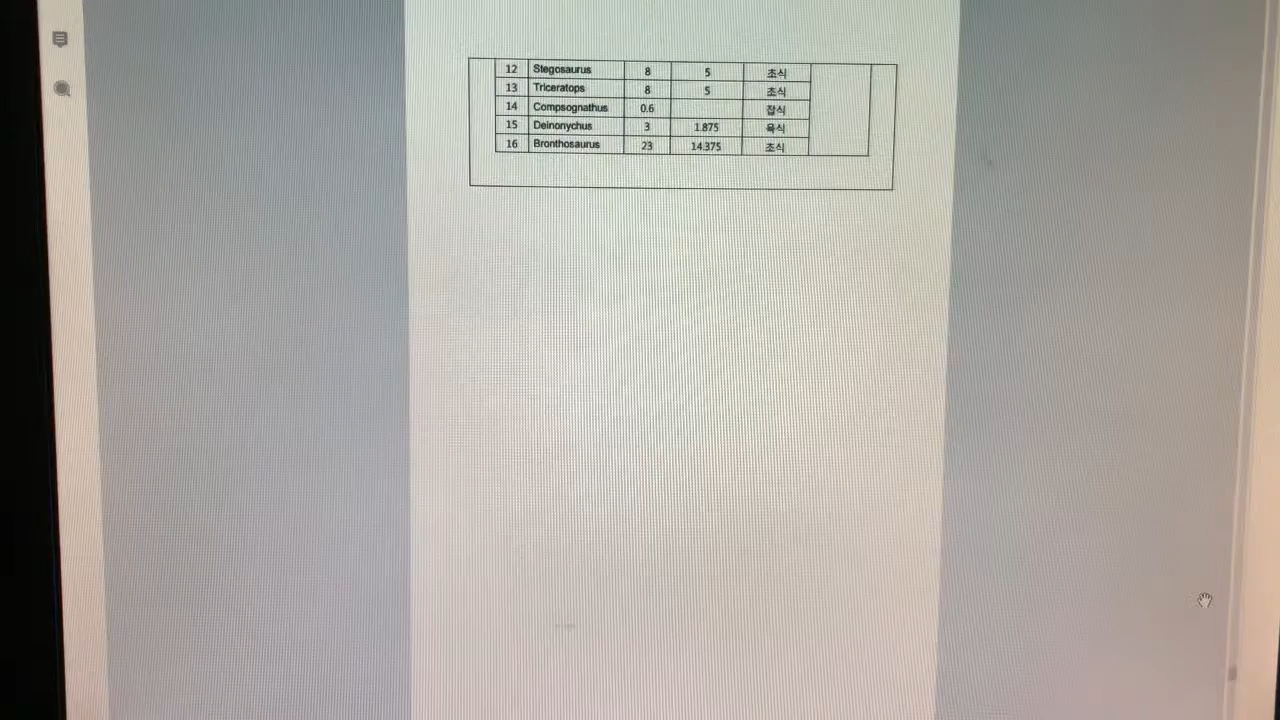 12 Stegosaurus 8 5 초식
13 Triceratops 8 5 초식
14 Compsognathus 0.6 잡식
15 Deinonychus 3 1.875 육식
16 Bronthosaurus 23 14.375 초식